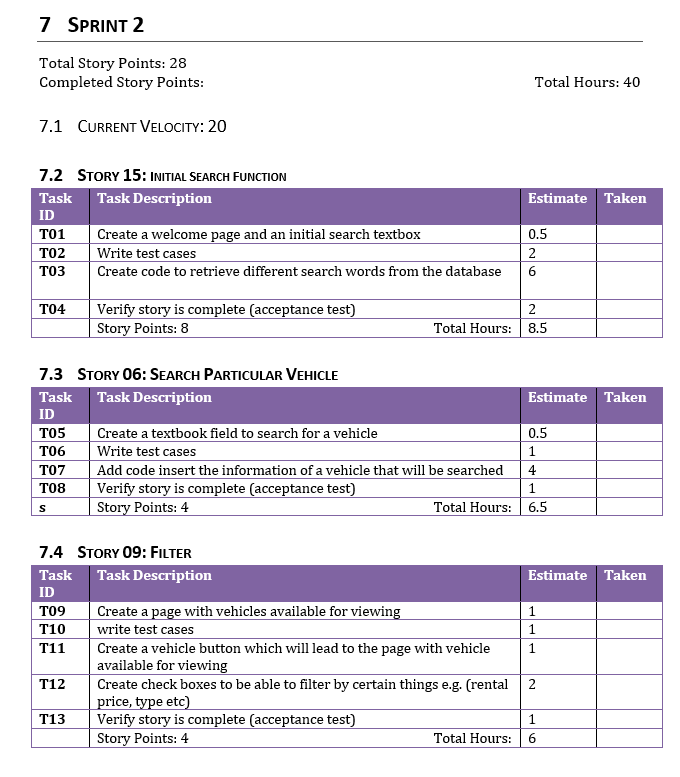 7 SPRINT 2
Total Story Points: 28
Completed Story Points: Total Hours: 40
7.1 CURRENT VELOCITY: 20
7.2 STORY 15: INITIAL SEARCH FUNCTION
Task ID Task Description Estimate Taken
T01 Create a welcome page and an initial search textbox 0.5
T02 Write test cases 2
T03 Create code to retrieve different search words from the database 6
T04 Verify story is complete (acceptance test) 2
Story Points: 8 Total Hours: 8.5
7.3 STORY 06: SEARCH PARTICULAR VEHICLE
Task ID Task Description Estimate Taken
T05 Create a textbook field to search for a vehicle 0.5
T06 Write test cases 1
T07 Add code insert the information of a vehicle that will be searched 4
T08 Verify story is complete (acceptance test) 1
s Story Points: 4 Total Hours: 6.5
7.4 STORY 09: FILTER
Task ID Task Description Estimate Taken
T09 Create a page with vehicles available for viewing 1
T10 write test cases 1
T11 Create a vehicle button which will lead to the page with vehicle 1
available for viewing
T12 Create check boxes to be able to filter by certain things e.g. (rental 2
price, type etc)
T13 Verify story is complete (acceptance test) 1
Story Points: 4 Total Hours: 6